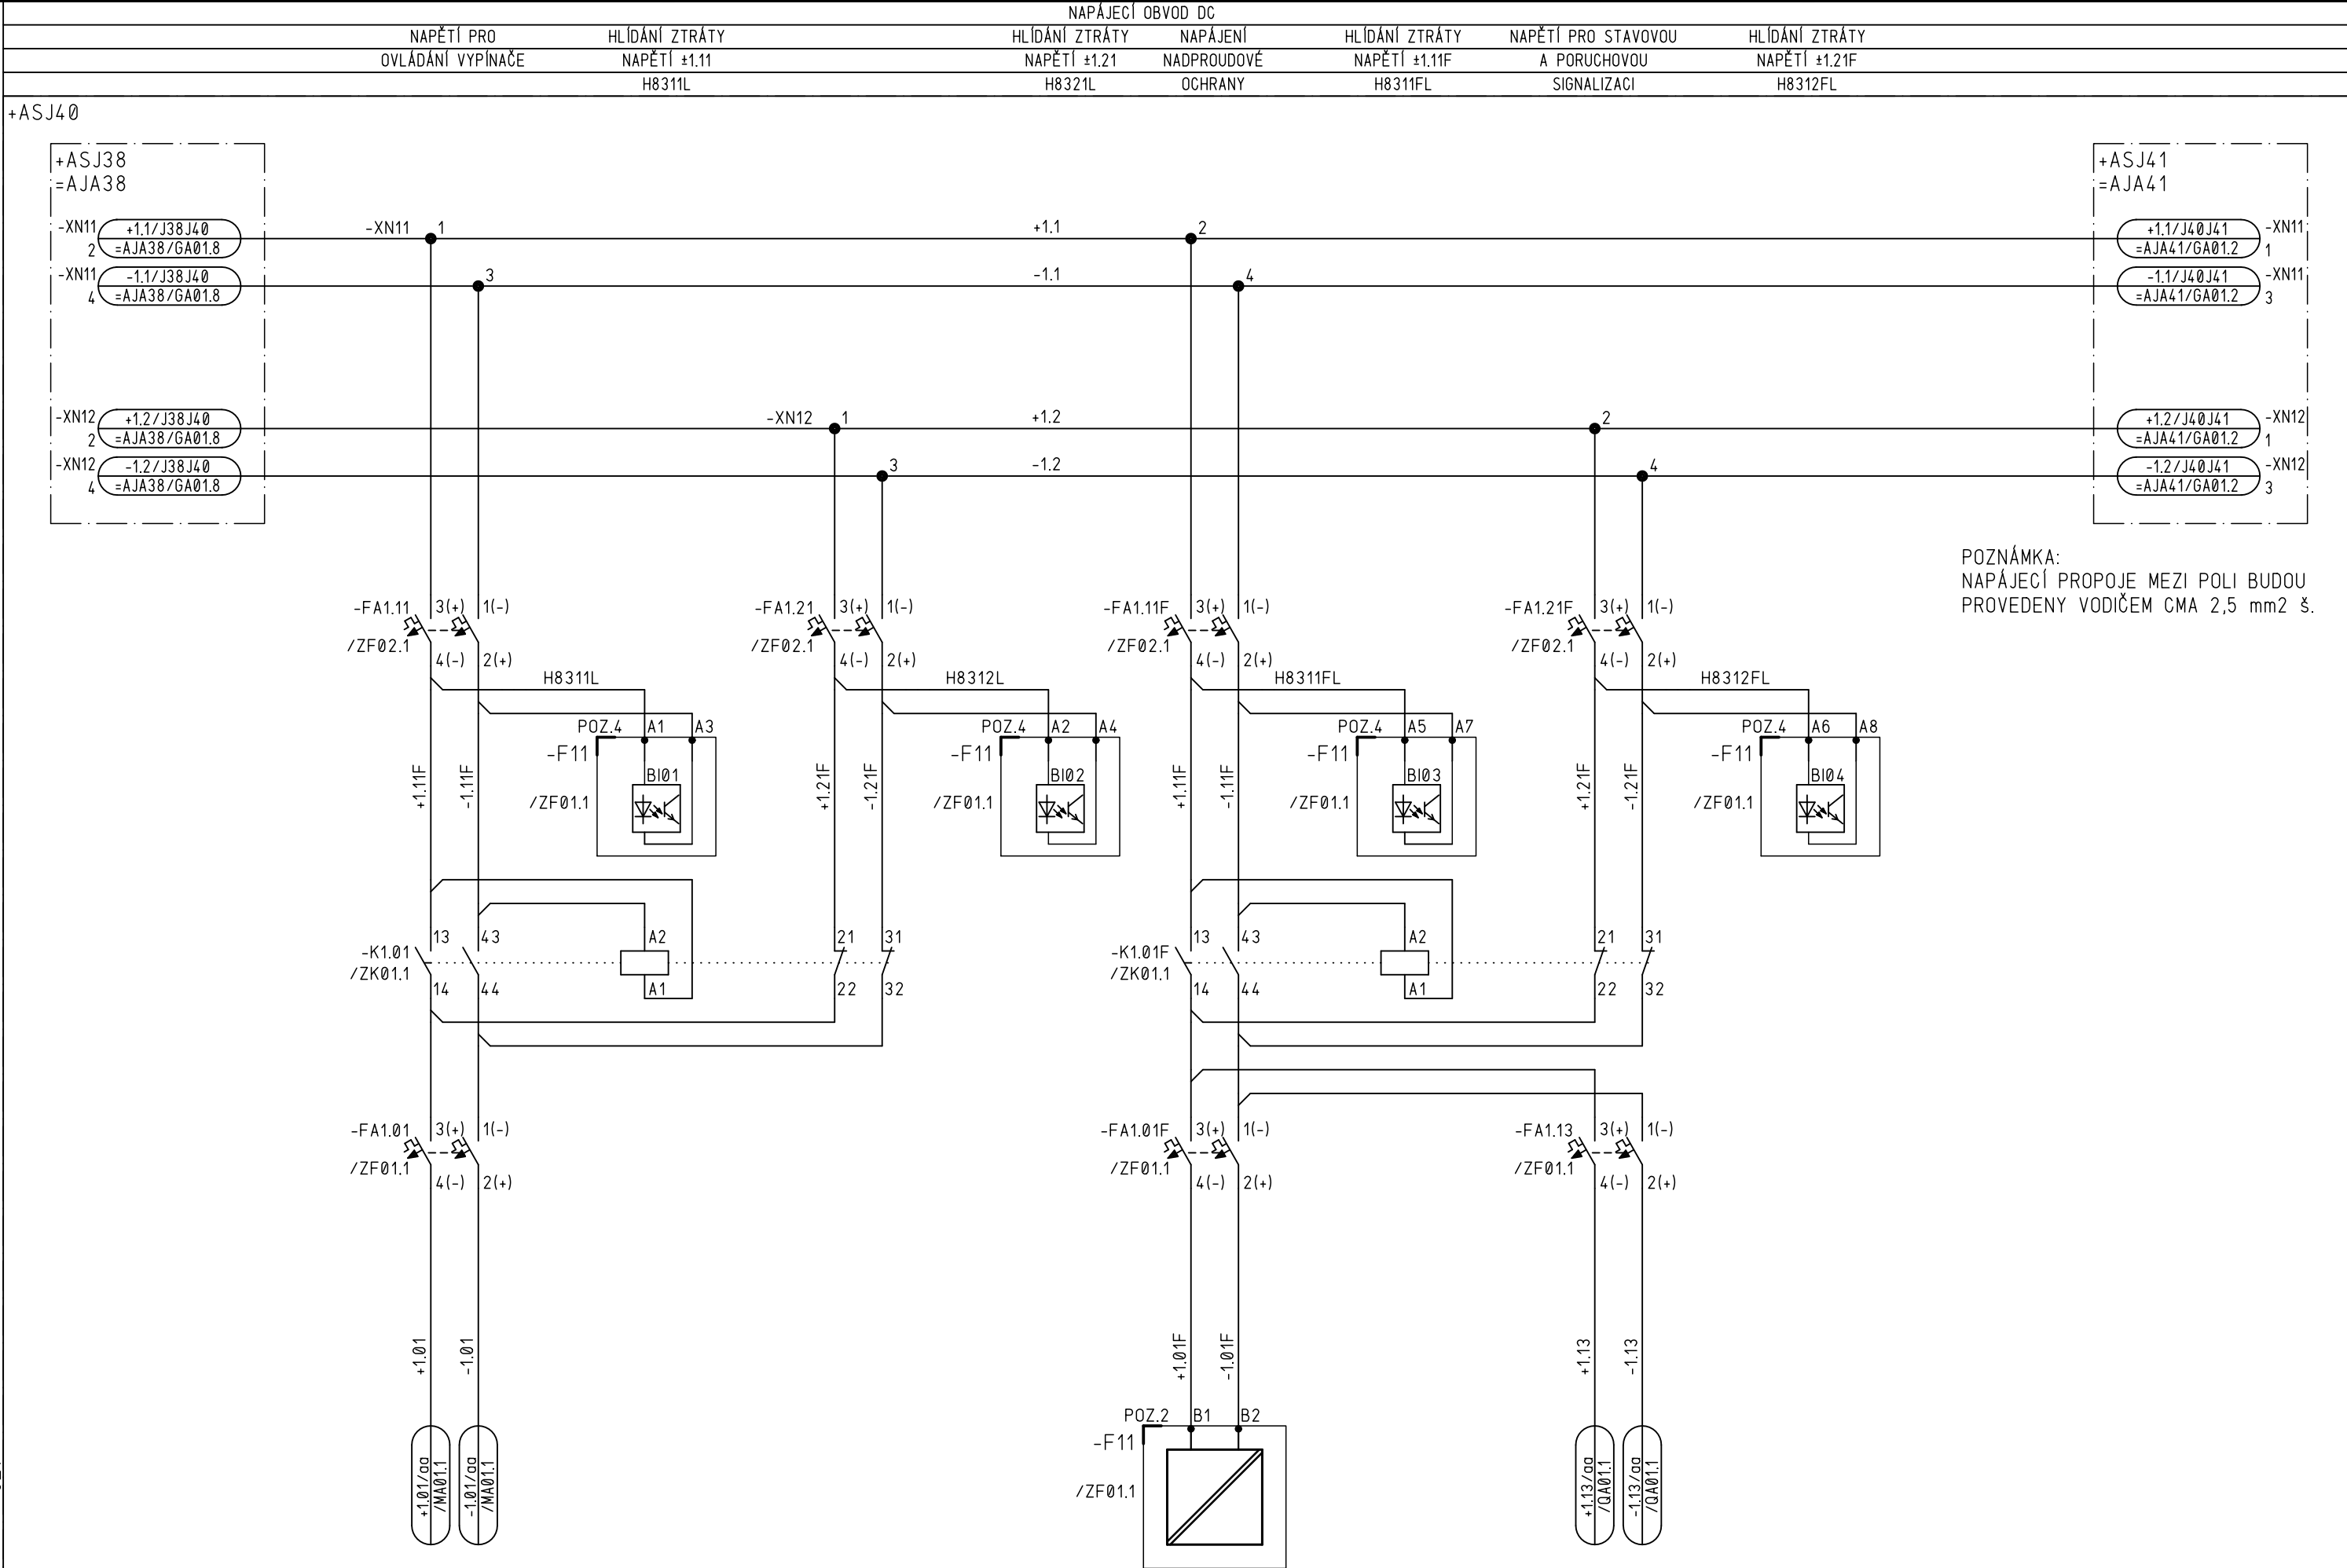 NAPÁJECÍ OBVOD DC
NAPĚTÍ PRO HLÍDÁNÍ ZTRÁTY HLÍDÁNÍ ZTRÁTY NAPÁJENÍ HLÍDÁNÍ ZTRÁTY NAPĚTÍ PRO STAVOVOU HLÍDÁNÍ ZTRÁTY
OVLÁDÁNÍ VYPÍNAČE NAPĚTÍ ±1.11 NAPĚTÍ ±1.21 NADPROUDOVÉ NAPĚTÍ ±1.11F A PORUCHOVOU NAPĚTÍ ±1.21F
H8311L H8321L OCHRANY H8311FL SIGNALIZACI H8312FL
+ASJ40
+ASJ38 +ASJ41
=AJA38 =AJA41
-XN11 +1.1/J38J40 -XN11 1 +1.1 2 +1.1/J40J41 -XN11
2 =AJA38/GA01.8 =AJA41/GA01.2 1
-XN11 -1.1/J38J40 3 -1.1 4 -1.1/J40J41 -XN11
4 =AJA38/GA01.8 =AJA41/GA01.2 3
-XN12 +1.2/J38J40 -XN12 1 +1.2 2 +1.2/J40J41 -XN12
2 =AJA38/GA01.8 =AJA41/GA01.2 1
-XN12 -1.2/J38J40 3 -1.2 4 -1.2/J40J41 -XN12
4 =AJA38/GA01.8 =AJA41/GA01.2 3
POZNÁMKA:
NAPÁJECÍ PROPOJE MEZI POLI BUDOU
PROVEDENY VODIČEM CMA 2,5 mm2 š.
-FA1.11 3(+) 1(-) -FA1.21 3(+) 1(-) -FA1.11F 3(+) 1(-) -FA1.21F 3(+) 1(-)
/ZF02.1 /ZF02.1 /ZF02.1 /ZF02.1
4(-) 2(+) 4(-) 2(+) 4(-) 2(+) 4(-) 2(+)
H8311L H8312L H8311FL H8312FL
POZ.4 A1 A3 POZ.4 A2 A4 POZ.4 A5 A7 POZ.4 A6 A8
-F11 -F11 -F11 -F11
+1.11F -1.11F BI01 +1.21F -1.21F BI02 +1.11F -1.11F BI03 +1.21F -1.21F BI04
/ZF01.1 /ZF01.1 /ZF01.1 /ZF01.1
13 43 A2 21 31 13 43 A2 21 31
-K1.01 -K1.01F
/ZK01.1 /ZK01.1
14 44 A1 22 32 14 44 A1 22 32
-FA1.01 3(+) 1(-) -FA1.01F 3(+) 1(-) -FA1.13 3(+) 1(-)
/ZF01.1 /ZF01.1 /ZF01.1
4(-) 2(+) 4(-) 2(+) 4(-) 2(+)
+1.01 -1.01 +1.01F -1.01F +1.13 -1.13
POZ.2 B1 B2
-F11
/ZF01.1
+1.01/aa
/MA01.1
-1.01/aa
/MA01.1
+1.13/aa
/QA01.1
-1.13/aa
/QA01.1